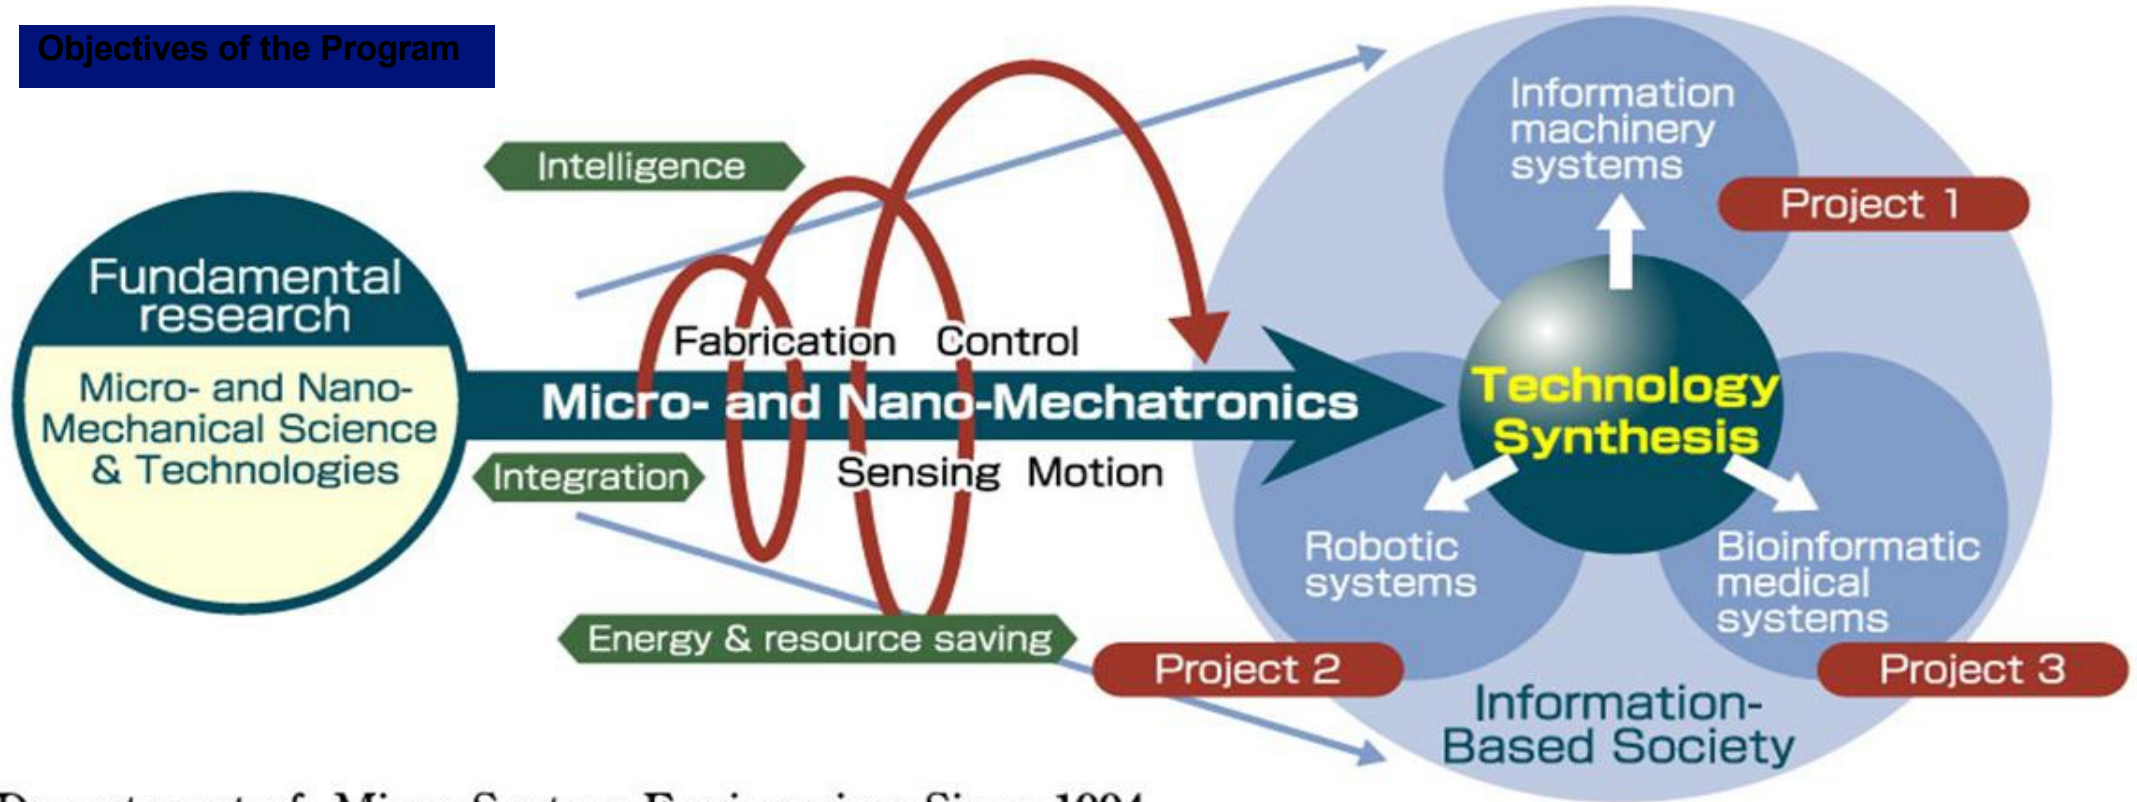 Objectives of the Program
Information
machinery
systems
Intelligence
Project 1
Fundamental
research
Fabrication Control
Micro- and Nano-
Mechanical Science
& Technologies
Micro- and Nano-Mechatronics
Technology
Synthesis
Integration
Sensing Motion
Robotic
systems
Bioinformatic
medical
systems
Energy & resource saving
Project 2
Project 3
Information-
Based Society